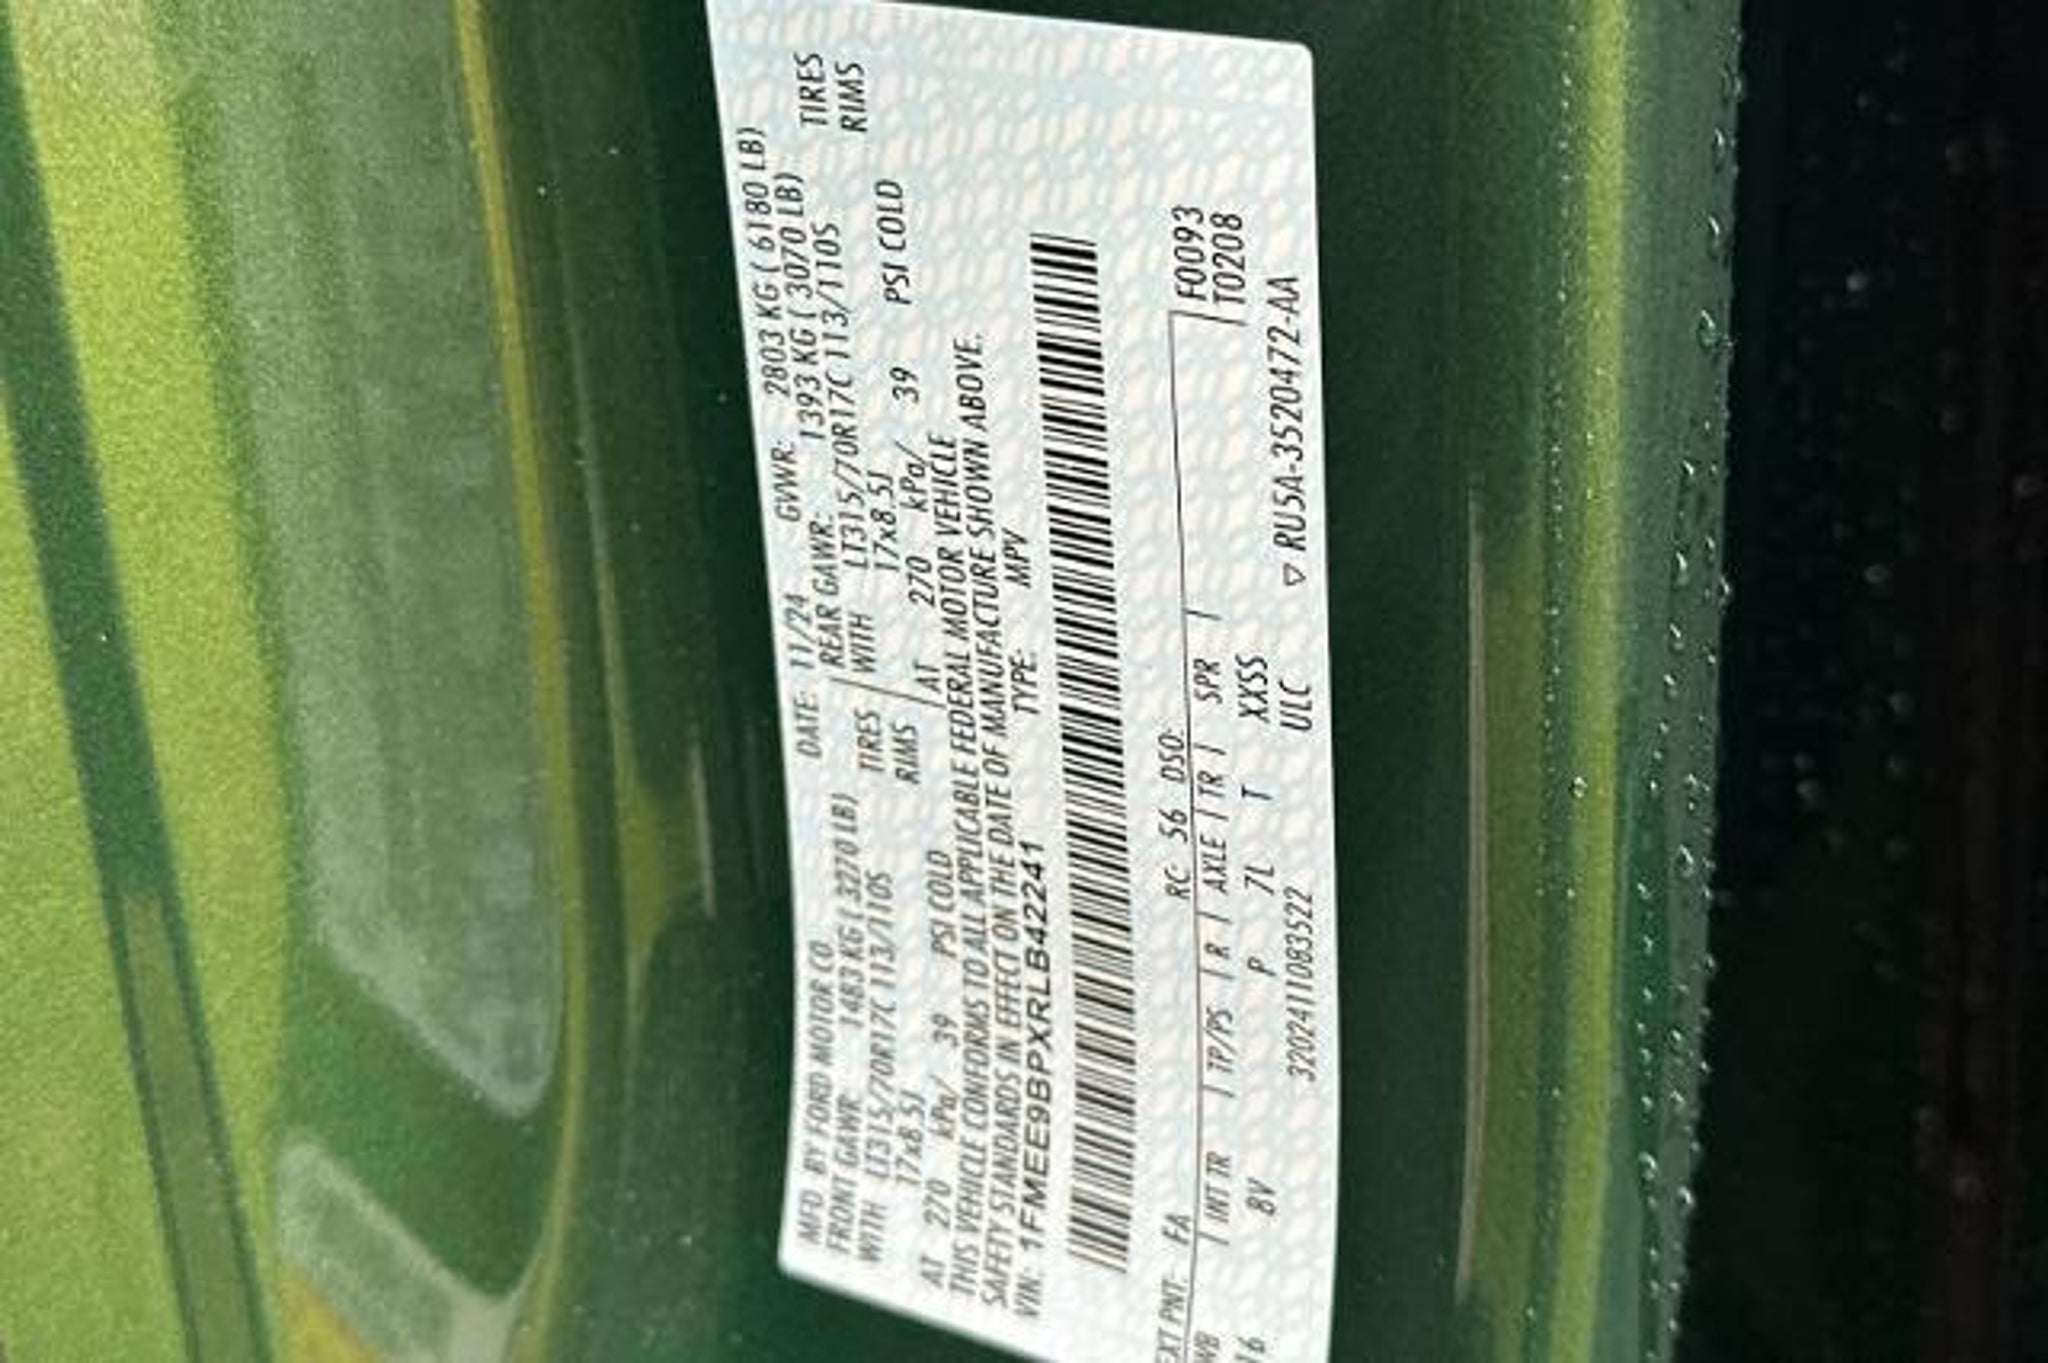 MFD. BY FORD MOTOR CO. DATE: 11/24 GVWR: 2803 KG ( 6180 LB)
FRONT GAWR: 1483 KG ( 3270 LB) REAR GAWR: 1393 KG ( 3070 LB)
WITH LT315/70R17C 113/110S TIRES WITH LT315/70R17C 113/110S TIRES
17x8.5J RIMS 17x8.5J RIMS
AT 270 kPa/ 39 PSI COLD AT 270 kPa/ 39 PSI COLD
THIS VEHICLE CONFORMS TO ALL APPLICABLE FEDERAL MOTOR VEHICLE
SAFETY STANDARDS IN EFFECT ON THE DATE OF MANUFACTURE SHOWN ABOVE.
VIN: 1FMEE9BPXRLB42241 TYPE: MPV
EXT PNT: FA RC: 56 DSO: F0093
WB INT TR TP/PS R AXLE TR SPR T0208
16 BV P 7L T XXSS
3202411083522 ULC ▽ RU5A-3520472-AA